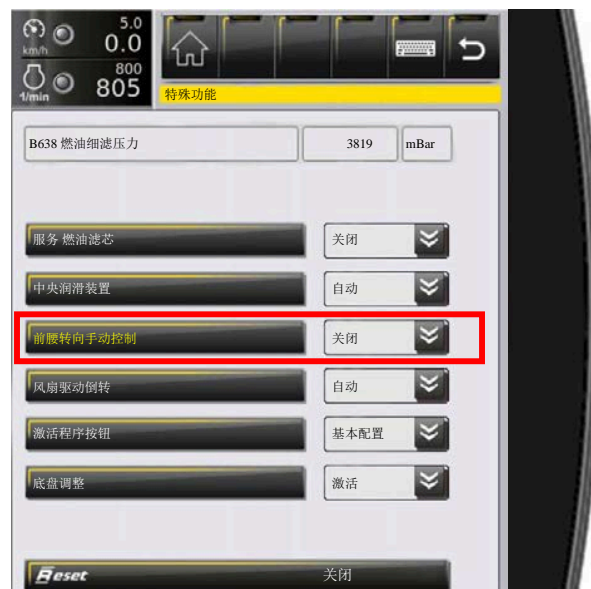 5.0
km/h 0.0
800
1/min 805
特殊功能
B638 燃油细滤压力 3819 mBar
服务 燃油滤芯 关闭
中央润滑装置 自动
前腰转向手动控制 关闭
风扇驱动倒转 自动
激活程序按钮 基本配置
底盘调整 激活
Reset 关闭